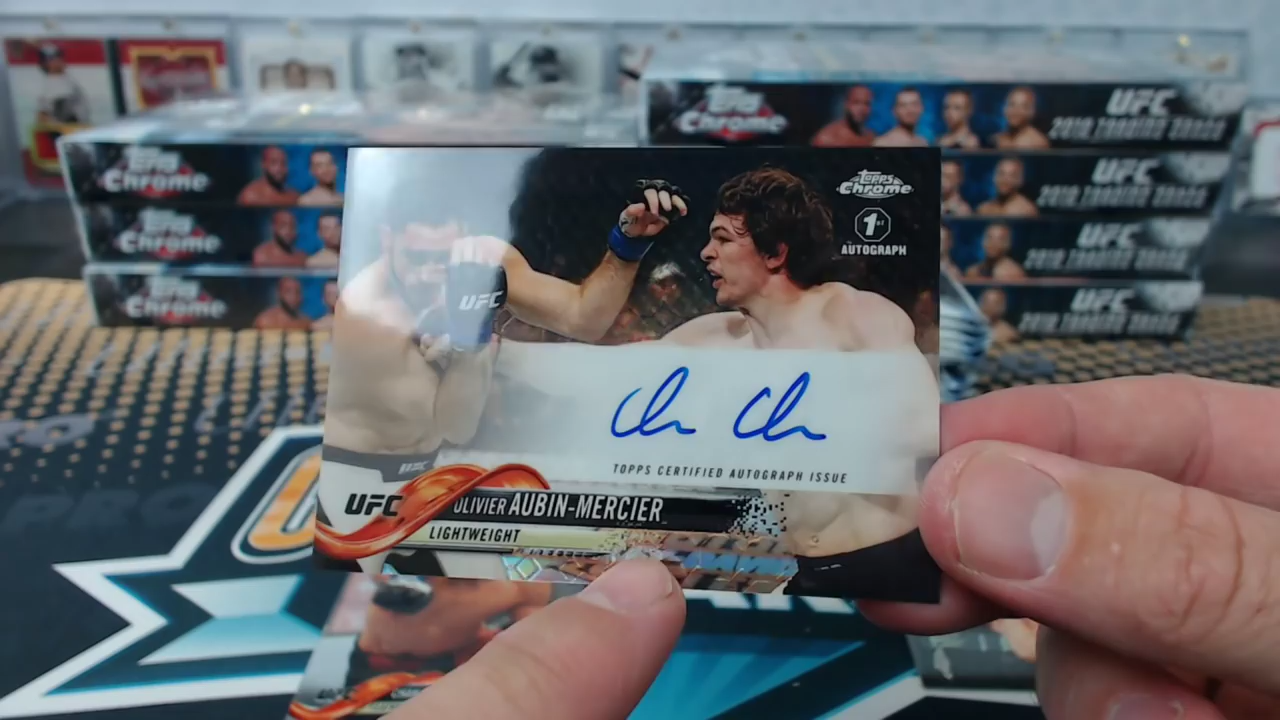 Topps
Chrome
UFC
2018 TRADING CARDS
Topps
Chrome
UFC
2018 TRADING CARDS
Topps
Chrome
UFC
2018 TRADING CARDS
Topps
Chrome
UFC
2018 TRADING CARDS
Topps
Chrome
1st
AUTOGRAPH
UFC
TOPPS CERTIFIED AUTOGRAPH ISSUE
UFC
OLIVIER AUBIN-MERCIER
LIGHTWEIGHT
PRO